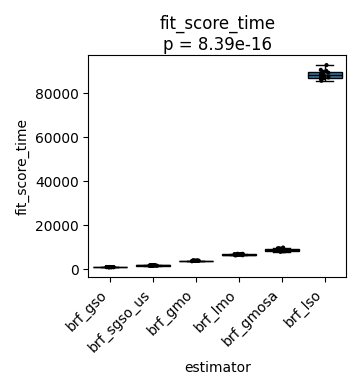 fit_score_time
p = 8.39e-16
fit_score_time
80000
60000
40000
20000
0
brf_gso
brf_sgso_us
brf_gmo
brf_lmo
brf_gmosa
brf_lso
estimator